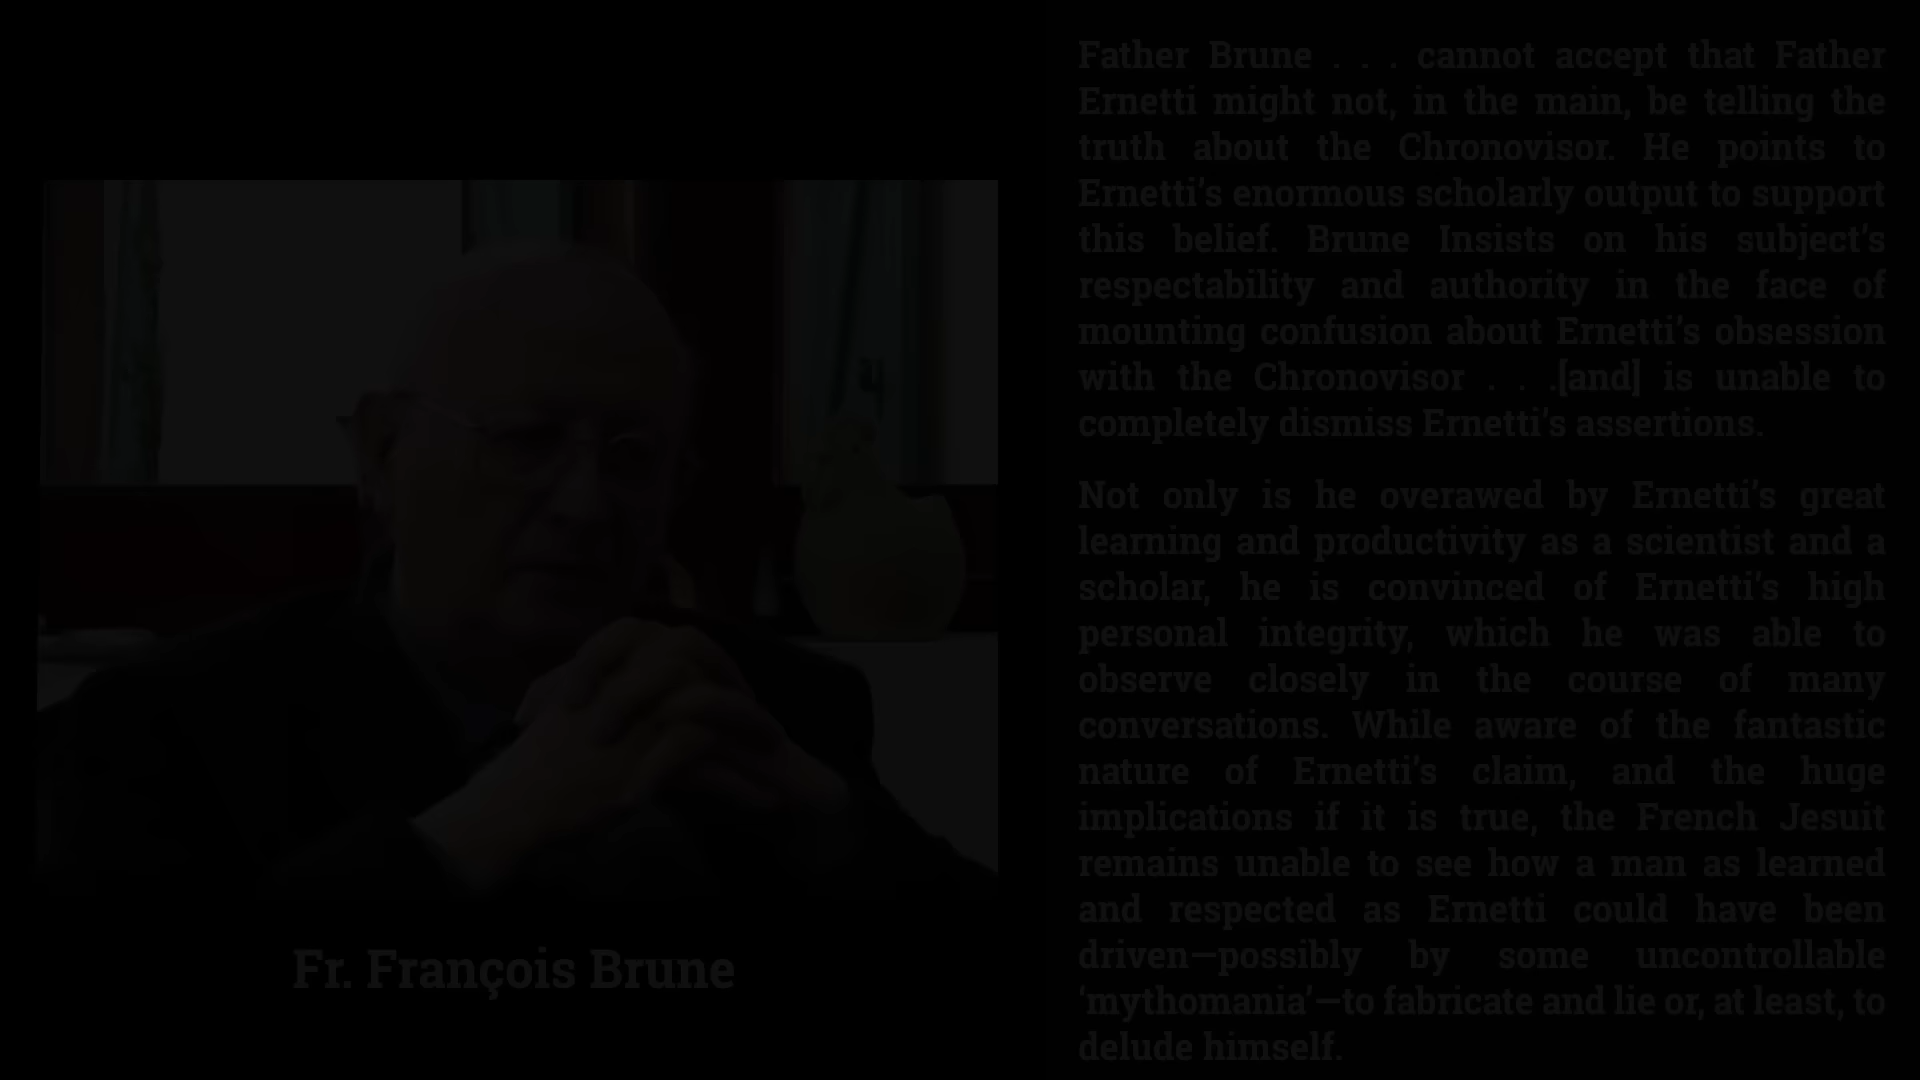 Father Brune . . . cannot accept that Father
Ernetti might not, in the main, be telling the
truth about the Chronovisor. He points to
Ernetti’s enormous scholarly output to support
this belief. Brune Insists on his subject’s
respectability and authority in the face of
mounting confusion about Ernetti’s obsession
with the Chronovisor . . .[and] is unable to
completely dismiss Ernetti’s assertions.
Not only is he overawed by Ernetti’s great
learning and productivity as a scientist and a
scholar, he is convinced of Ernetti’s high
personal integrity, which he was able to
observe closely in the course of many
conversations. While aware of the fantastic
nature of Ernetti’s claim, and the huge
implications if it is true, the French Jesuit
remains unable to see how a man as learned
and respected as Ernetti could have been
driven—possibly by some uncontrollable
‘mythomania’—to fabricate and lie or, at least, to
delude himself.
Fr. François Brune